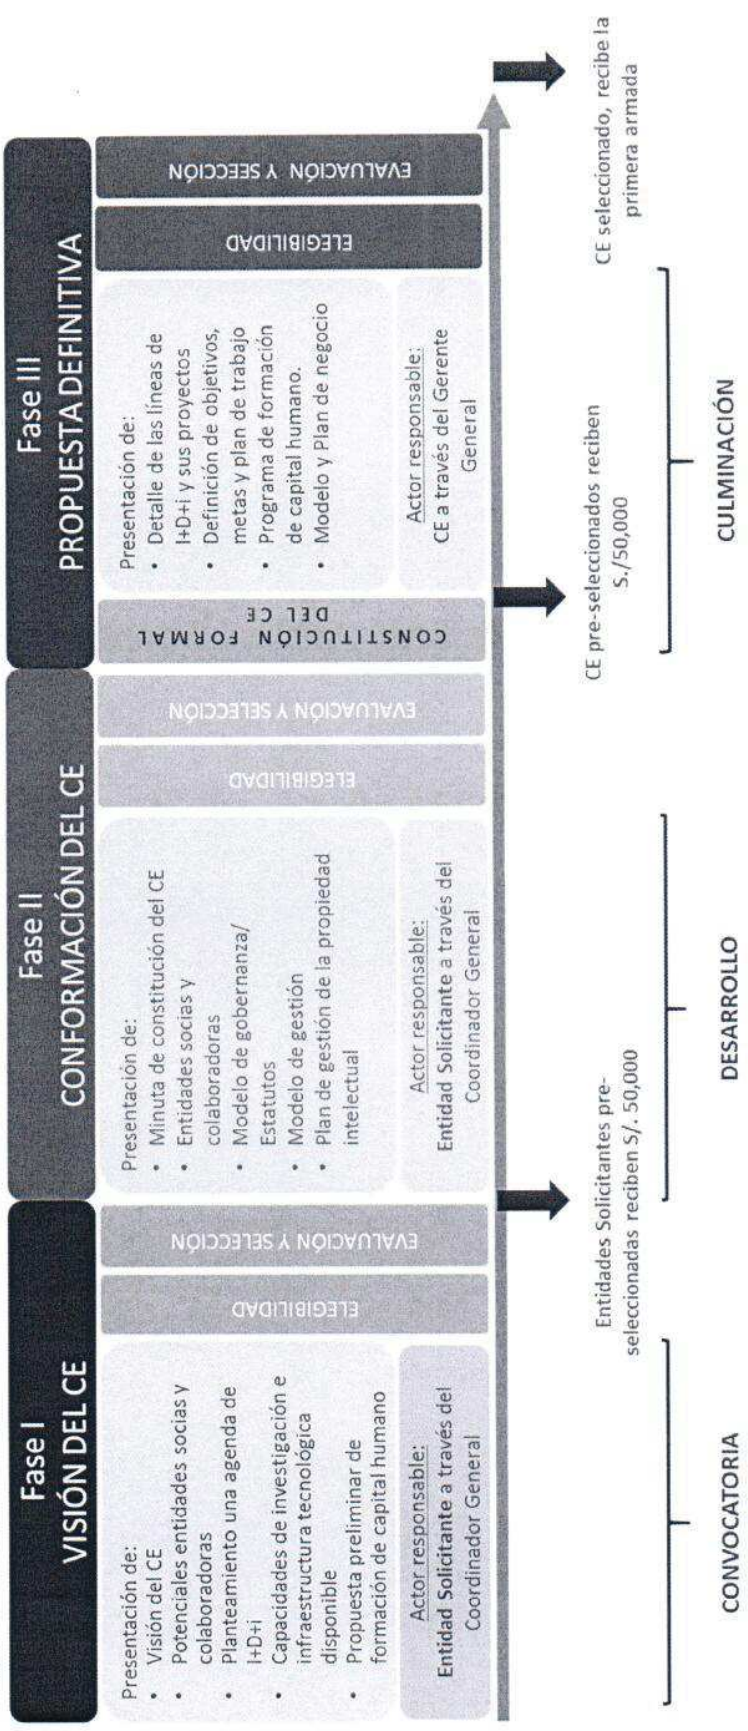 Fase I
VISIÓN DEL CE
Presentación de:
• Visión del CE
• Potenciales entidades socias y
colaboradoras
• Planteamiento una agenda de
I+D+i
• Capacidades de investigación e
infraestructura tecnológica
disponible
• Propuesta preliminar de
formación de capital humano
Actor responsable:
Entidad Solicitante a través del
Coordinador General
ELEGIBILIDAD
EVALUACIÓN Y SELECCIÓN
Fase II
CONFORMACIÓN DEL CE
Presentación de:
• Minuta de constitución del CE
• Entidades socias y
colaboradoras
• Modelo de gobernanza/
Estatutos
• Modelo de gestión
• Plan de gestión de la propiedad
intelectual
Actor responsable:
Entidad Solicitante a través del
Coordinador General
ELEGIBILIDAD
EVALUACIÓN Y SELECCIÓN
Fase III
PROPUESTA DEFINITIVA
CONSTITUCIÓN FORMAL
DEL CE
Presentación de:
• Detalle de las líneas de
I+D+i y sus proyectos
• Definición de objetivos,
metas y plan de trabajo
• Programa de formación
de capital humano.
• Modelo y Plan de negocio
Actor responsable:
CE a través del Gerente
General
ELEGIBILIDAD
EVALUACIÓN Y SEECCIÓN
Entidades Solicitantes pre-
seleccionadas reciben S/. 50,000
CE pre-seleccionados reciben
S./50,000
CE seleccionado, recibe la
primera armada
CONVOCATORIA
DESARROLLO
CULMINACIÓN